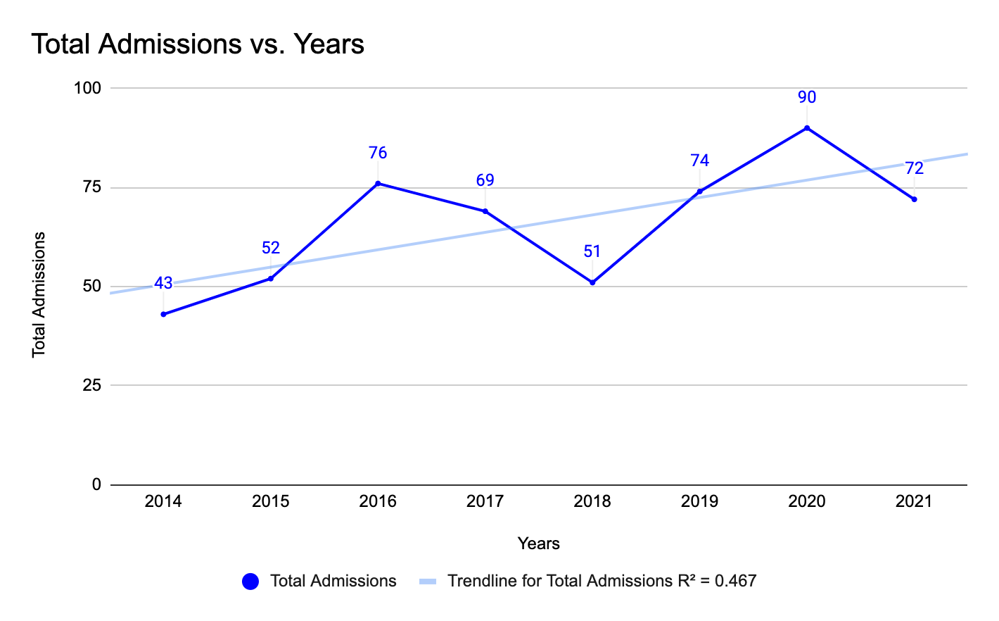 Total Admissions vs. Years
100
75
50
25
0
Total Admissions
43
52
76
69
51
74
90
72
2014 2015 2016 2017 2018 2019 2020 2021
Years
Total Admissions Trendline for Total Admissions R² = 0.467